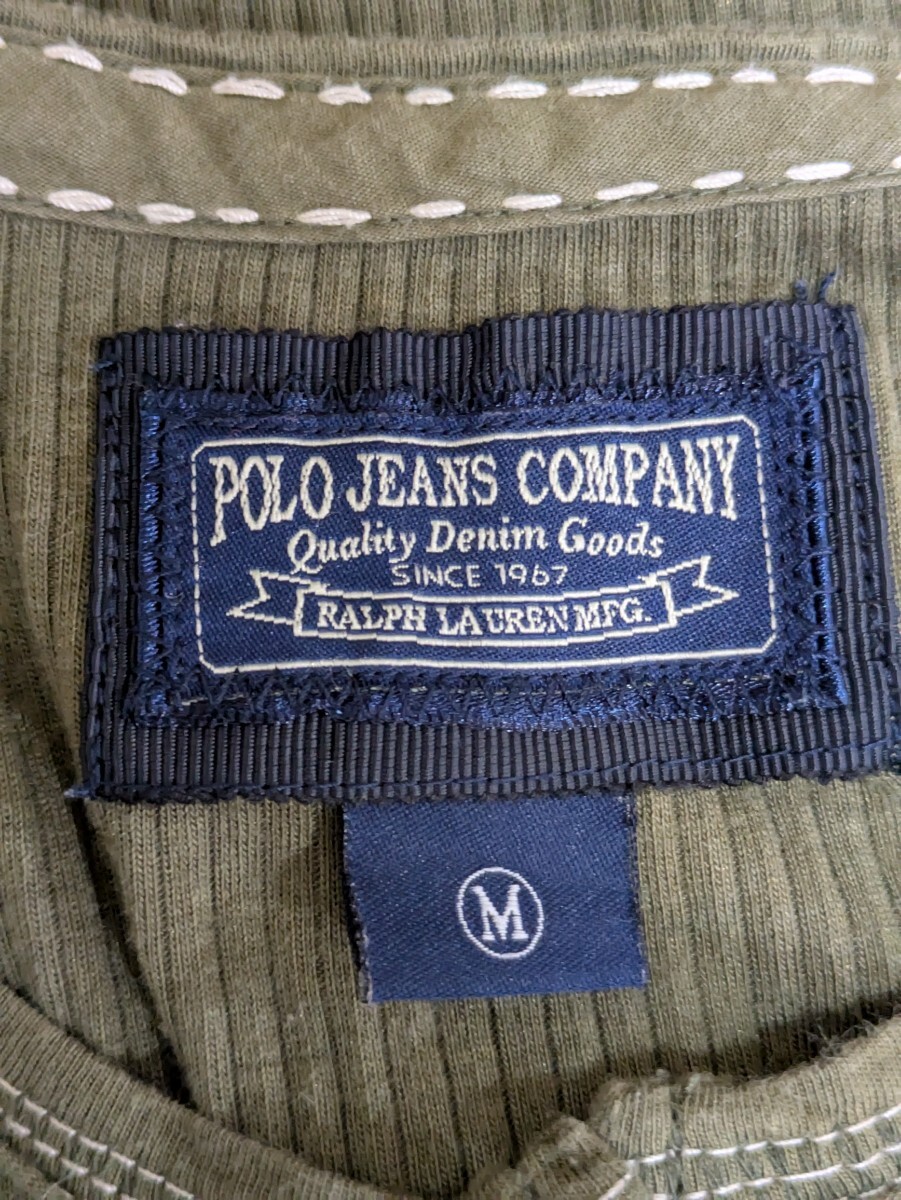 POLO JEANS COMPANY
Quality Denim Goods
SINCE 1967
RALPH LAUREN MFG.
M